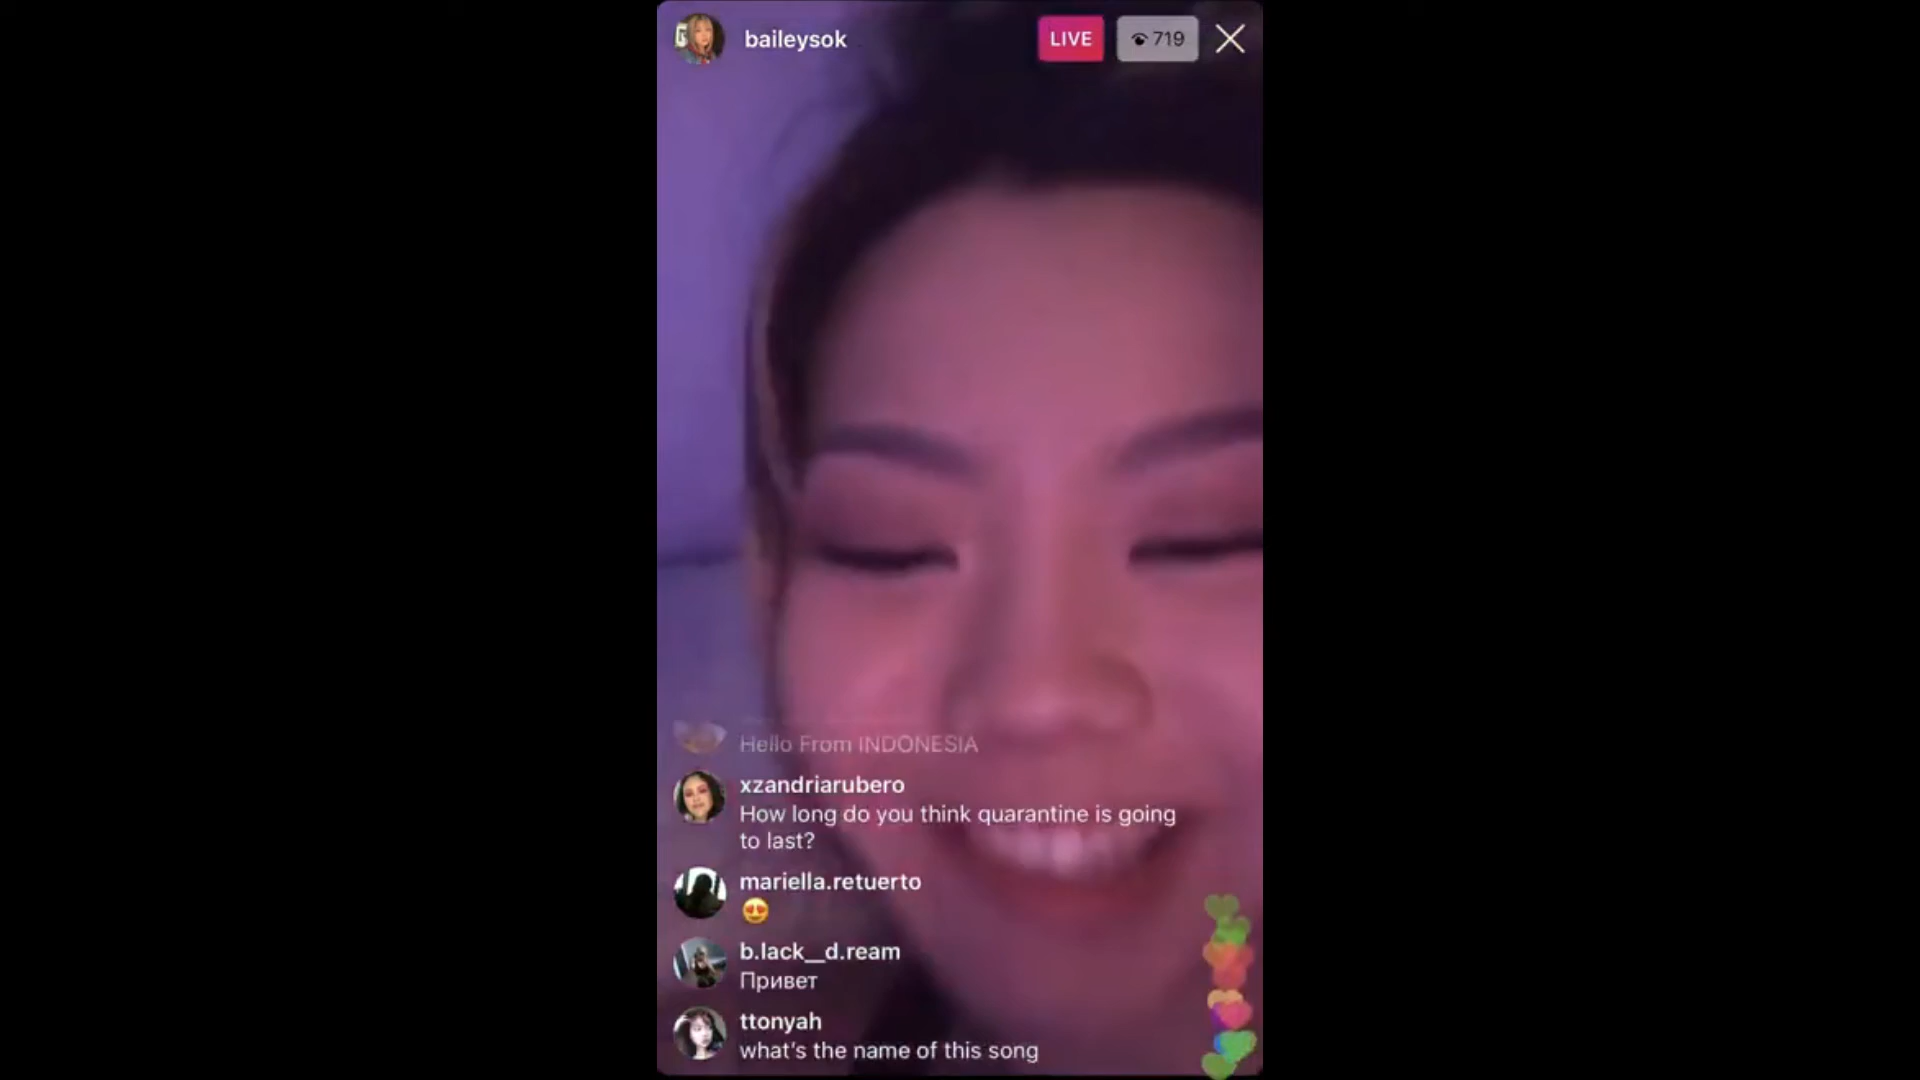 baileysok
LIVE
719
Hello From INDONESIA
xzandriarubero
How long do you think quarantine is going
to last?
mariella.retuerto
😍
b.lack__d.ream
Привет
ttonyah
what's the name of this song